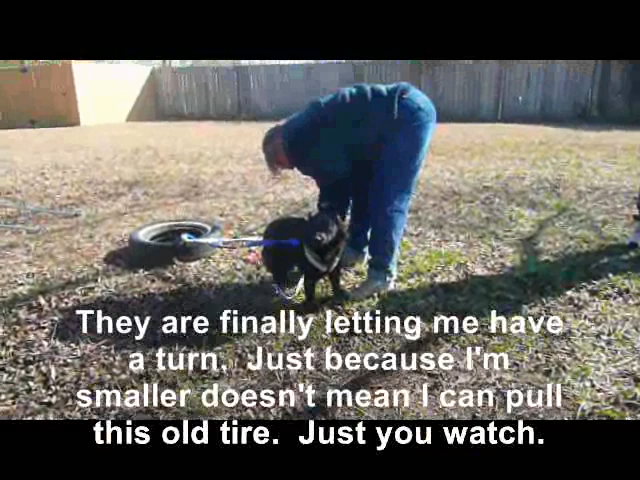 They are finally letting me have
a turn.  Just because I'm
smaller doesn't mean I can pull
this old tire.  Just you watch.